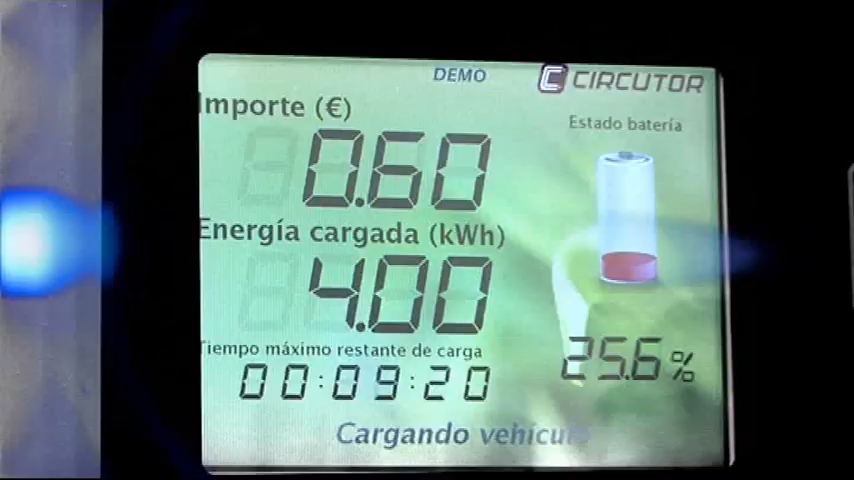 DEMO
CIRCUTOR
Importe (€)
0.60
Estado batería
Energía cargada (kWh)
4.00
Tiempo máximo restante de carga
00:09:20
25.6 %
Cargando vehículo